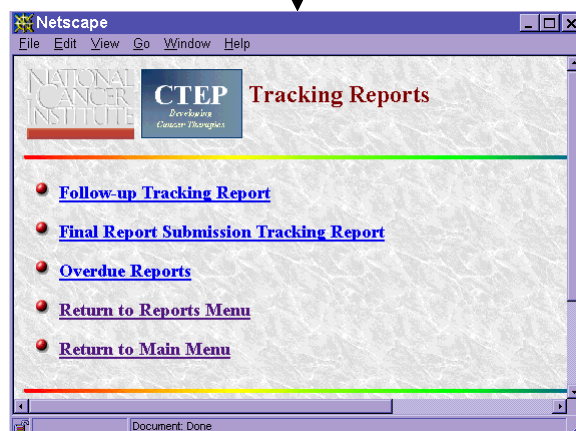 Netscape
File Edit View Go Window Help
NATIONAL
CANCER
INSTITUTE
CTEP
Developing
Cancer Therapies
Tracking Reports
Follow-up Tracking Report
Final Report Submission Tracking Report
Overdue Reports
Return to Reports Menu
Return to Main Menu
Document: Done